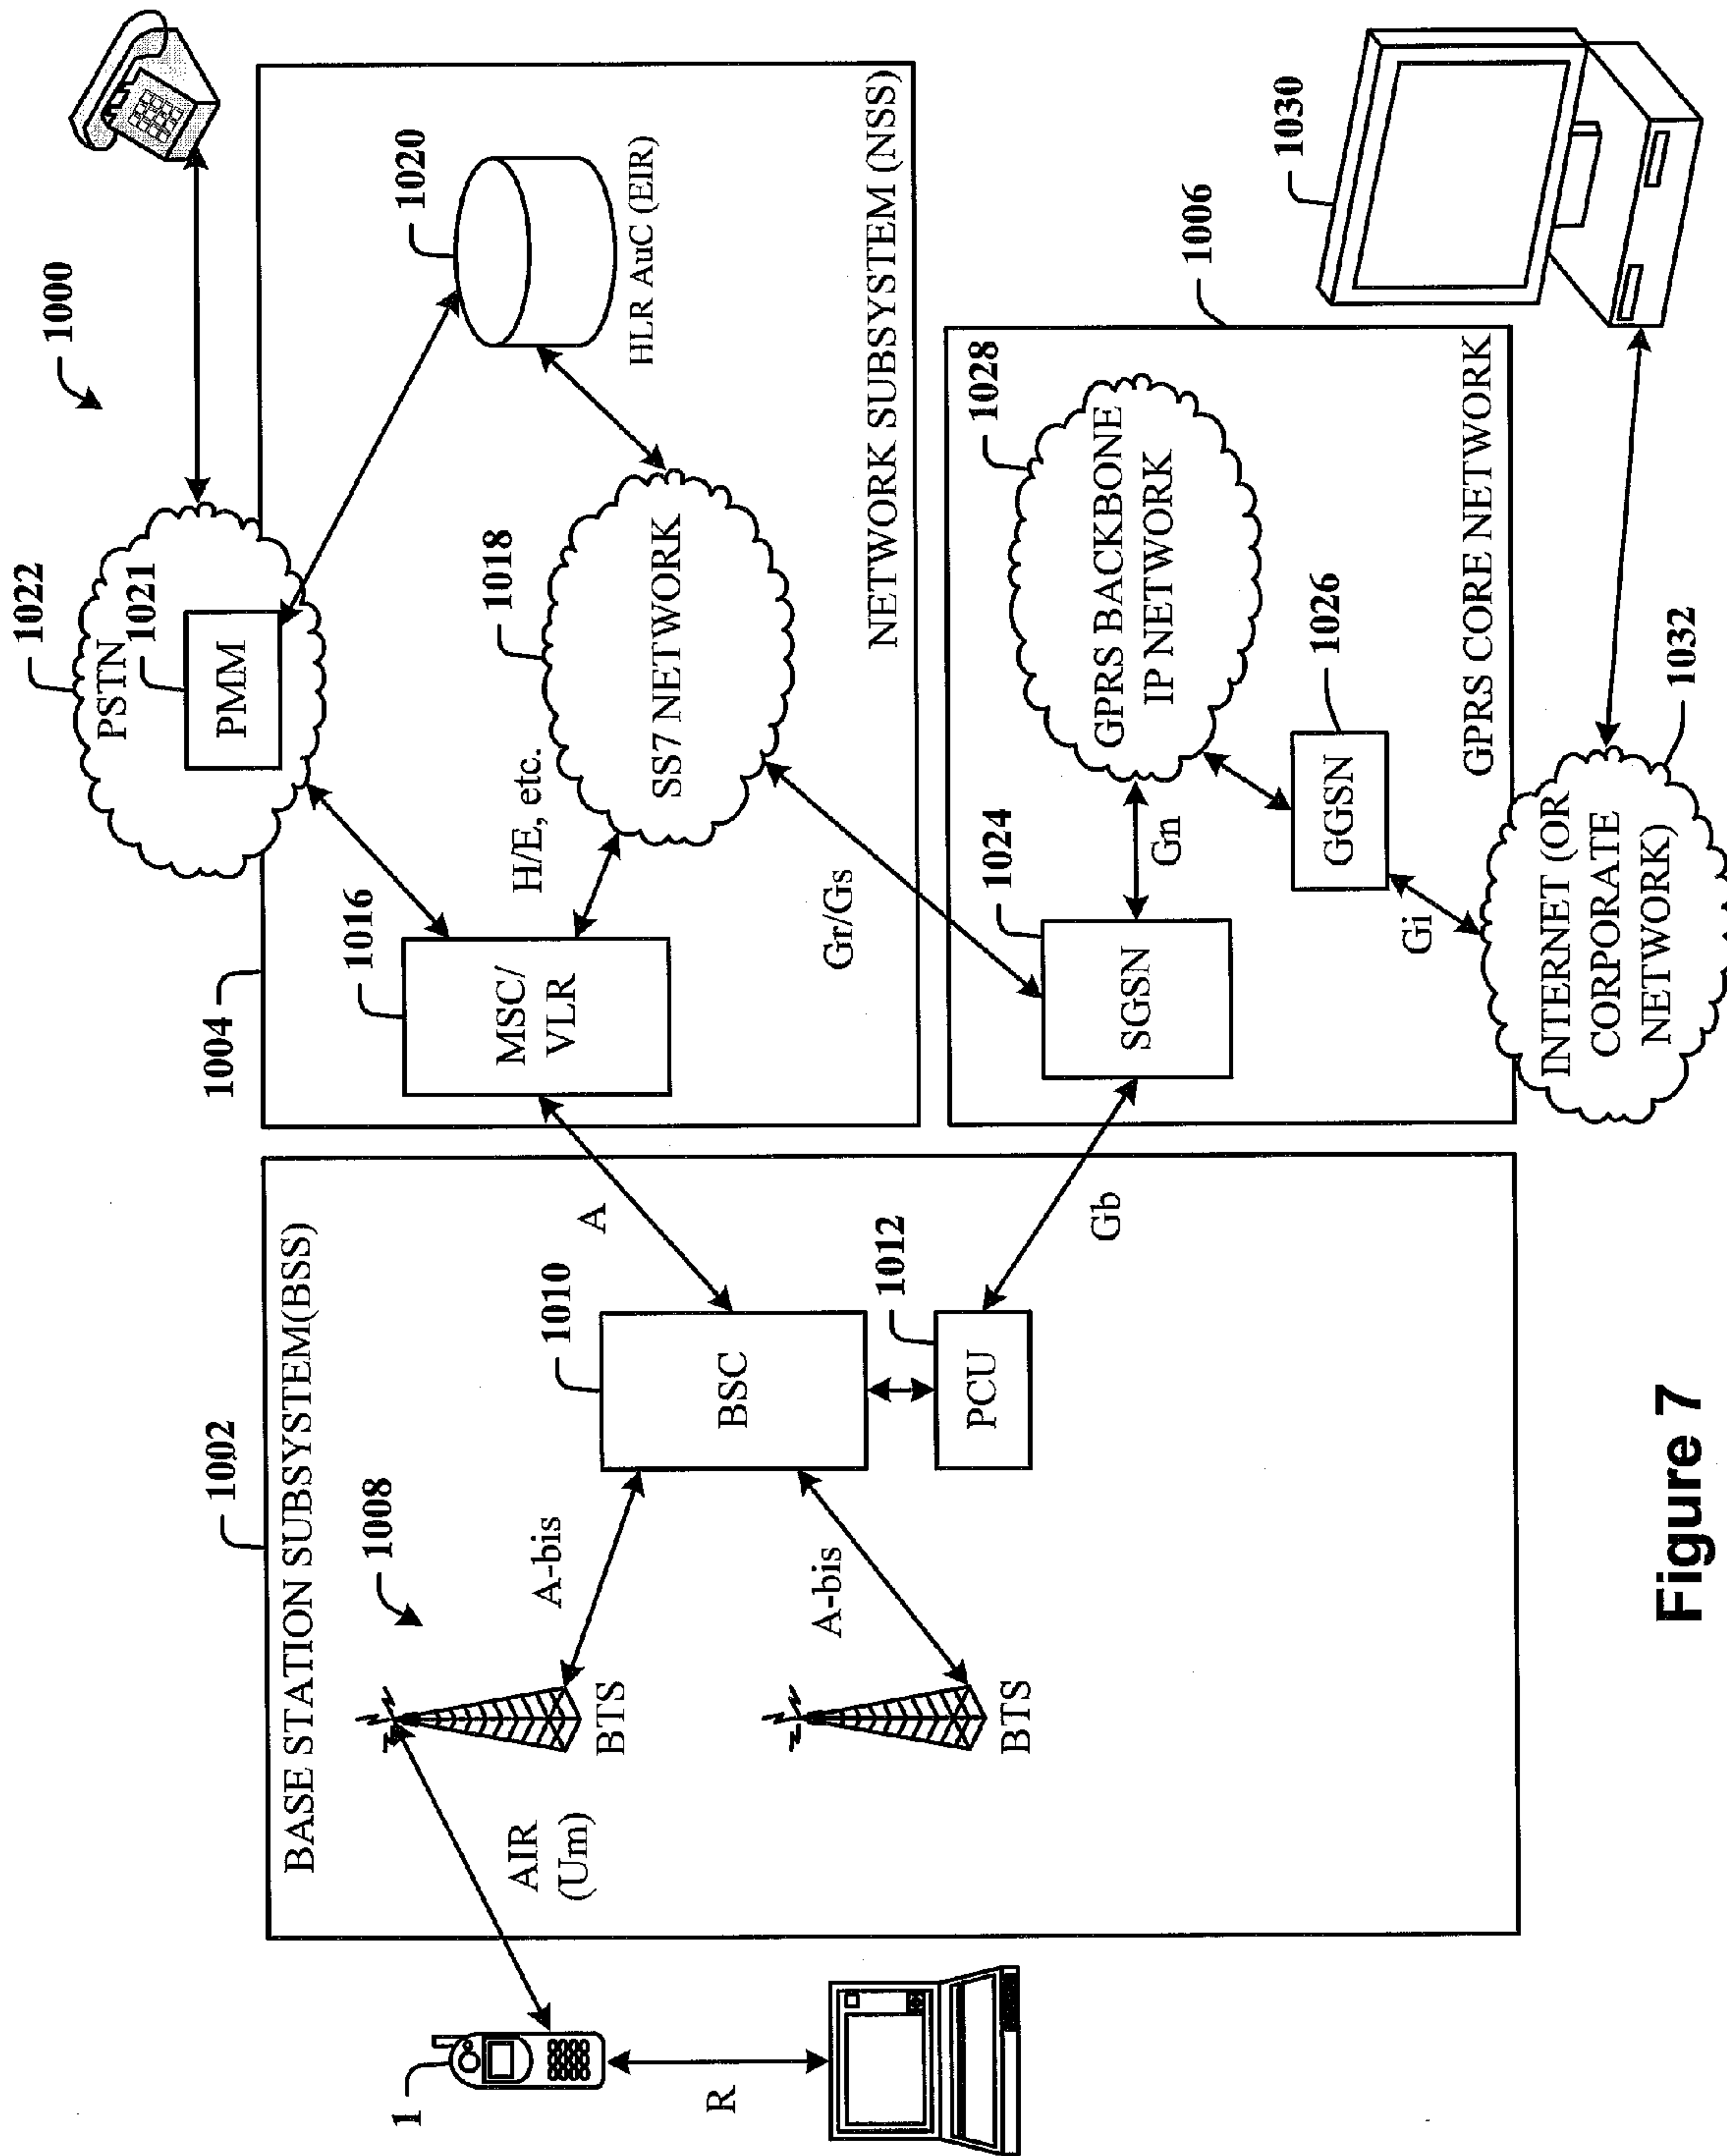 1000
1002
BASE STATION SUBSYSTEM(BSS)
1008
AIR
(Um)
BTS
A-bis
BTS
A-bis
1010
BSC
1012
PCU
A
Gb
1
R
1004
1022
PSTN
1021
PMM
1016
MSC/
VLR
H/E, etc.
1018
SS7 NETWORK
1020
HLR AuC (EIR)
NETWORK SUBSYSTEM (NSS)
Gr/Gs
1024
SGSN
Gn
1028
GPRS BACKBONE
IP NETWORK
1026
GGSN
Gi
1006
GPRS CORE NETWORK
1030
INTERNET (OR
CORPORATE
NETWORK)
1032
Figure 7